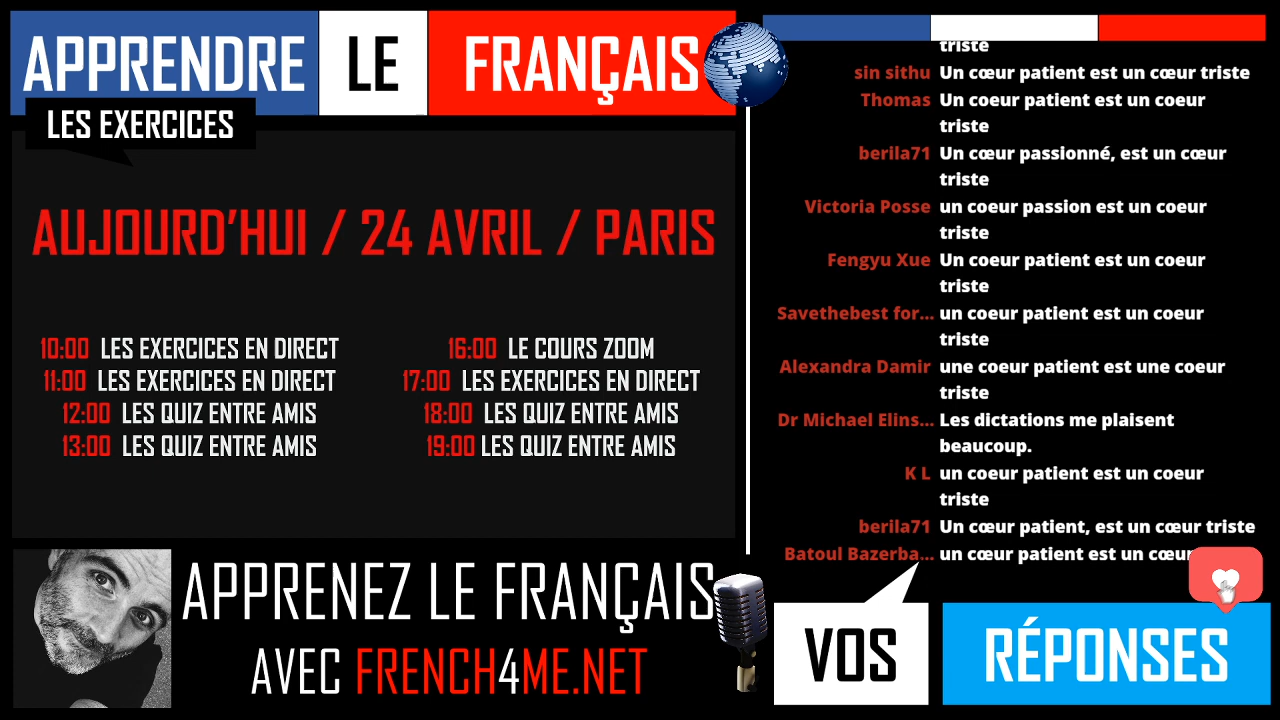 APPRENDRE LE FRANÇAIS
LES EXERCICES
AUJOURD'HUI / 24 AVRIL / PARIS
10:00 LES EXERCICES EN DIRECT
11:00 LES EXERCICES EN DIRECT
12:00 LES QUIZ ENTRE AMIS
13:00 LES QUIZ ENTRE AMIS
16:00 LE COURS ZOOM
17:00 LES EXERCICES EN DIRECT
18:00 LES QUIZ ENTRE AMIS
19:00 LES QUIZ ENTRE AMIS
APPRENEZ LE FRANÇAIS
AVEC FRENCH4ME.NET
triste
sin sithu Un cœur patient est un cœur triste
Thomas Un coeur patient est un coeur
triste
berila71 Un cœur passionné, est un cœur
triste
Victoria Posse un coeur passion est un coeur
triste
Fengyu Xue Un coeur patient est un coeur
triste
Savethebest for... un coeur patient est un coeur
triste
Alexandra Damir une coeur patient est une coeur
triste
Dr Michael Elins... Les dictations me plaisent
beaucoup.
K L un coeur patient est un coeur
triste
berila71 Un cœur patient, est un cœur triste
Batoul Bazerba... un cœur patient est un cœur
VOS RÉPONSES